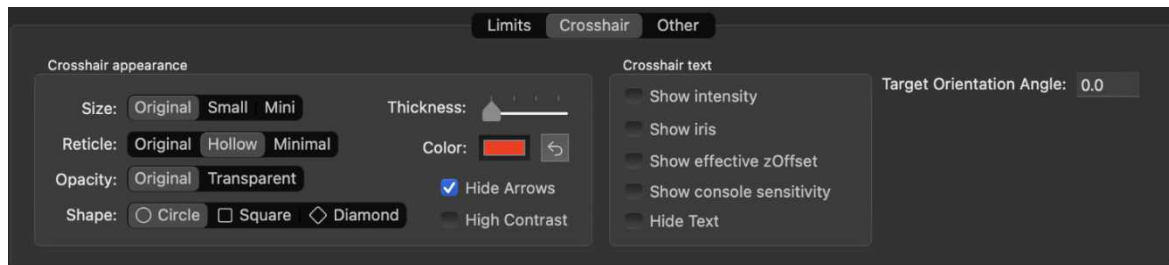 Limits Crosshair Other
Crosshair appearance
Size: Original Small Mini
Reticle: Original Hollow Minimal
Opacity: Original Transparent
Shape: Circle Square Diamond
Thickness:
Color:
Hide Arrows
High Contrast
Crosshair text
Show intensity
Show iris
Show effective zOffset
Show console sensitivity
Hide Text
Target Orientation Angle: 0.0